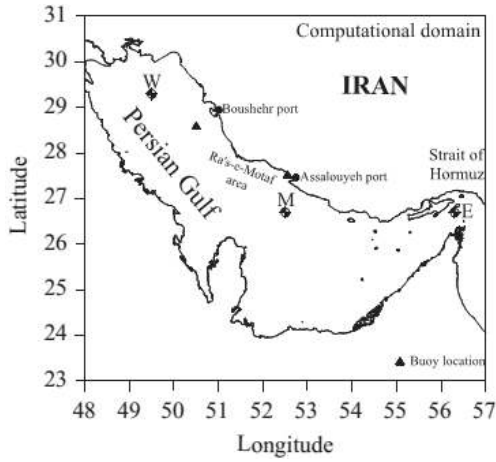 Computational domain
IRAN
W
Boushehr port
Persian Gulf
Ra's-e-Motaf
area
Assalouyeh port
M
Strait of
Hormuz
E
Buoy location
Latitude
31
30
29
28
27
26
25
24
23
48 49 50 51 52 53 54 55 56 57
Longitude